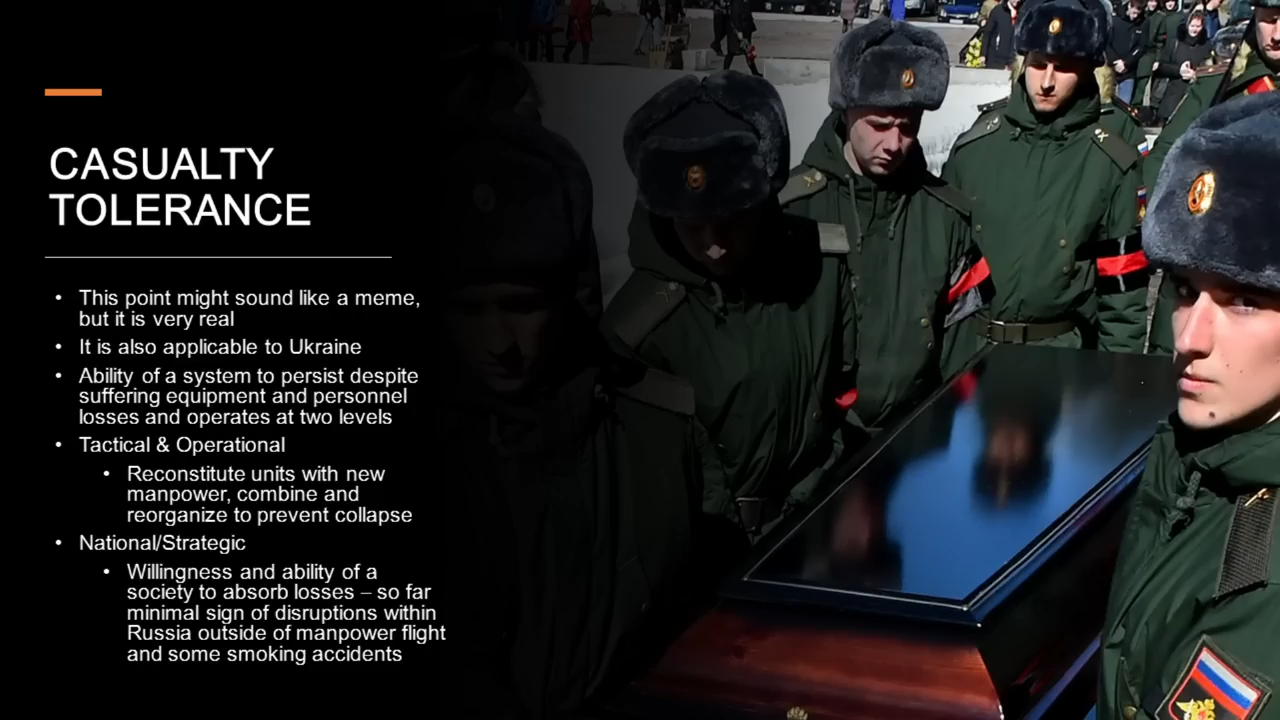 CASUALTY
TOLERANCE
• This point might sound like a meme,
but it is very real
• It is also applicable to Ukraine
• Ability of a system to persist despite
suffering equipment and personnel
losses and operates at two levels
• Tactical & Operational
• Reconstitute units with new
manpower, combine and
reorganize to prevent collapse
• National/Strategic
• Willingness and ability of a
society to absorb losses – so far
minimal sign of disruptions within
Russia outside of manpower flight
and some smoking accidents